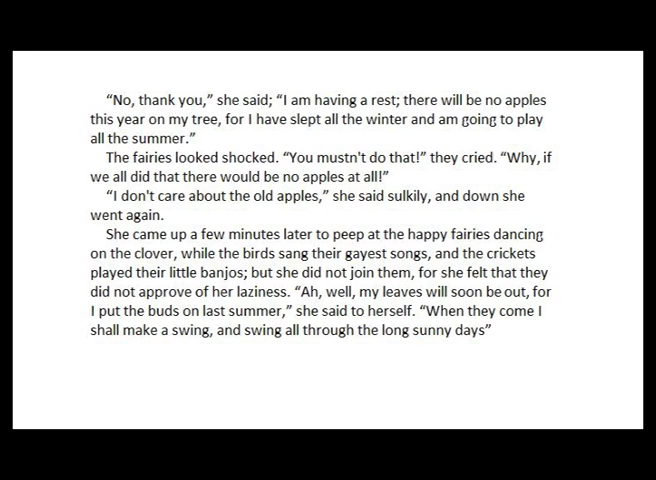 “No, thank you,” she said; “I am having a rest; there will be no apples
this year on my tree, for I have slept all the winter and am going to play
all the summer.”
The fairies looked shocked. “You mustn't do that!” they cried. “Why, if
we all did that there would be no apples at all!”
“I don't care about the old apples,” she said sulkily, and down she
went again.
She came up a few minutes later to peep at the happy fairies dancing
on the clover, while the birds sang their gayest songs, and the crickets
played their little banjos; but she did not join them, for she felt that they
did not approve of her laziness. “Ah, well, my leaves will soon be out, for
I put the buds on last summer,” she said to herself. “When they come I
shall make a swing, and swing all through the long sunny days”